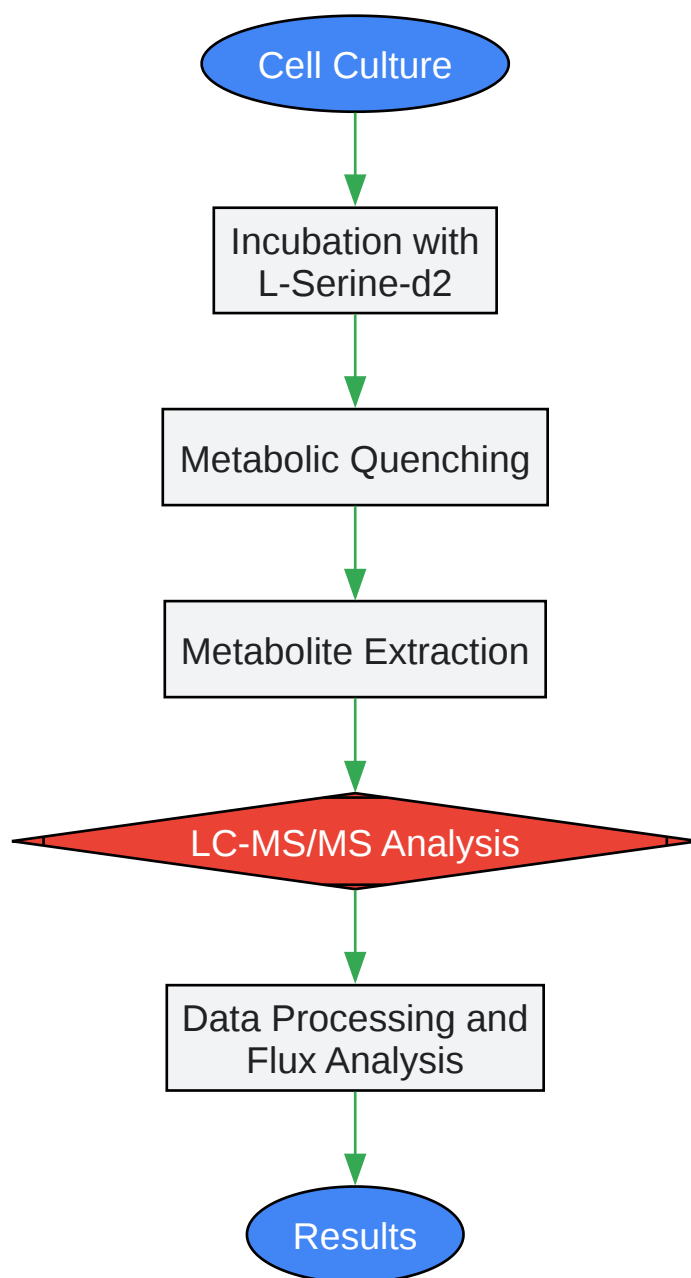 Cell Culture
Incubation with
L-Serine-d2
Metabolic Quenching
Metabolite Extraction
LC-MS/MS Analysis
Data Processing and
Flux Analysis
Results